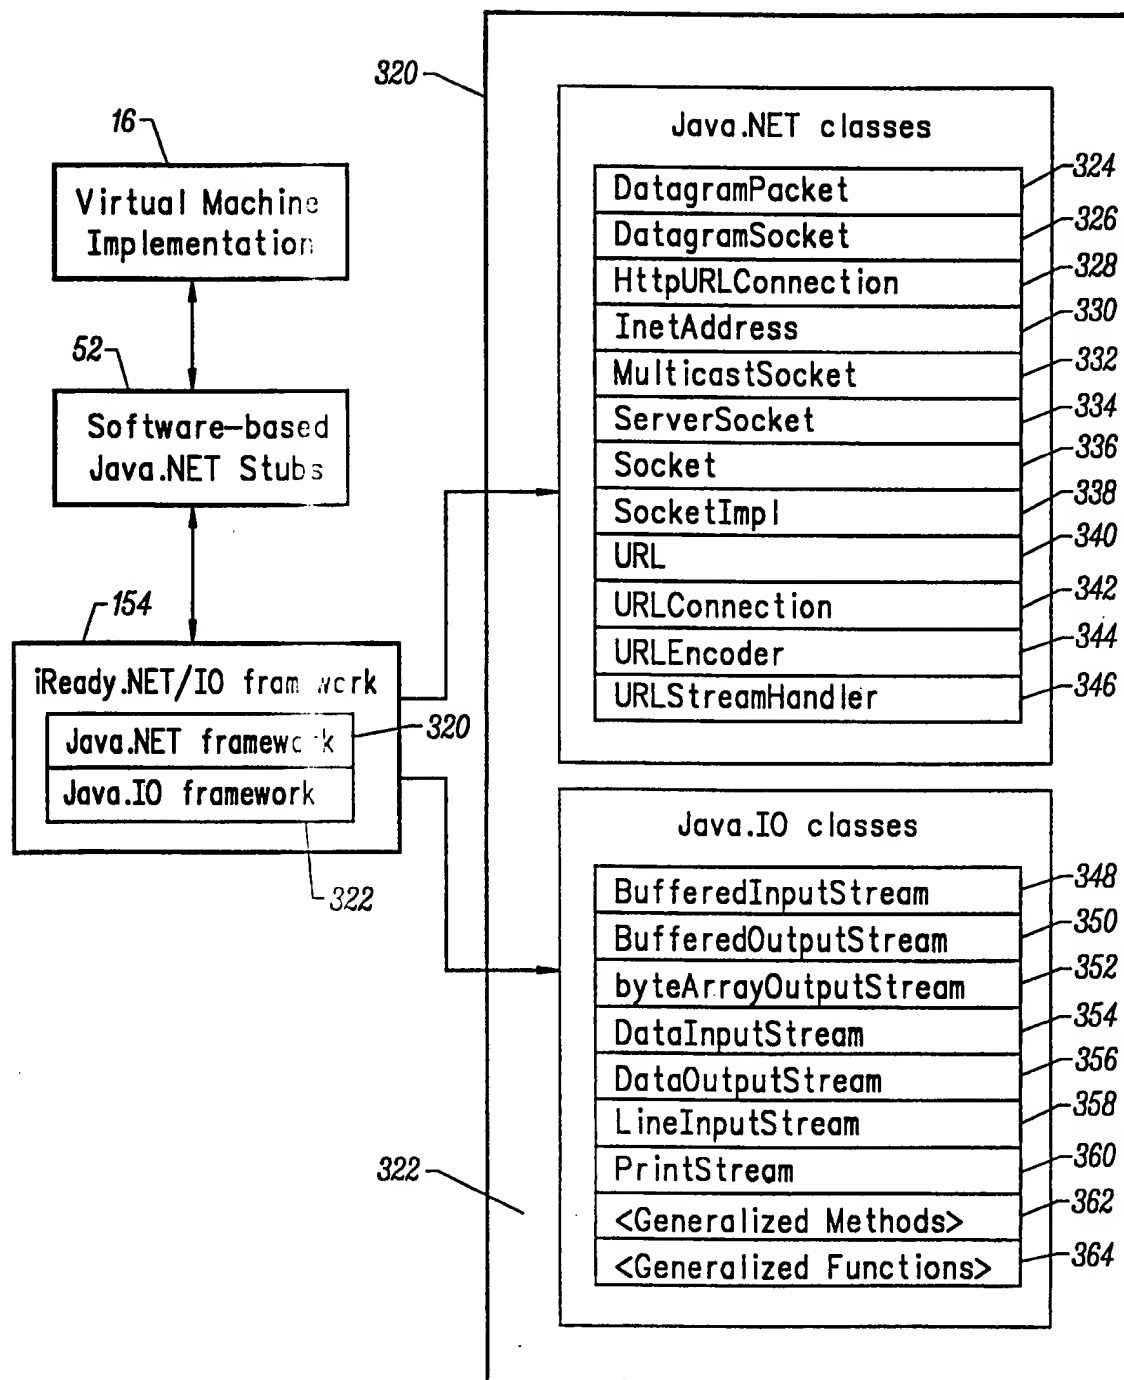 320
16
Virtual Machine
Implementation
52
Software-based
Java.NET Stubs
154
iReady.NET/IO framework
Java.NET framework
320
Java.IO framework
322
Java.NET classes
DatagramPacket 324
DatagramSocket 326
HttpURLConnection 328
InetAddress 330
MulticastSocket 332
ServerSocket 334
Socket 336
SocketImpl 338
URL 340
URLConnection 342
URLEncoder 344
URLStreamHandler 346
Java.IO classes
BufferedInputStream 348
BufferedOutputStream 350
byteArrayOutputStream 352
DataInputStream 354
DataOutputStream 356
LineInputStream 358
PrintStream 360
<Generalized Methods> 362
<Generalized Functions> 364
322